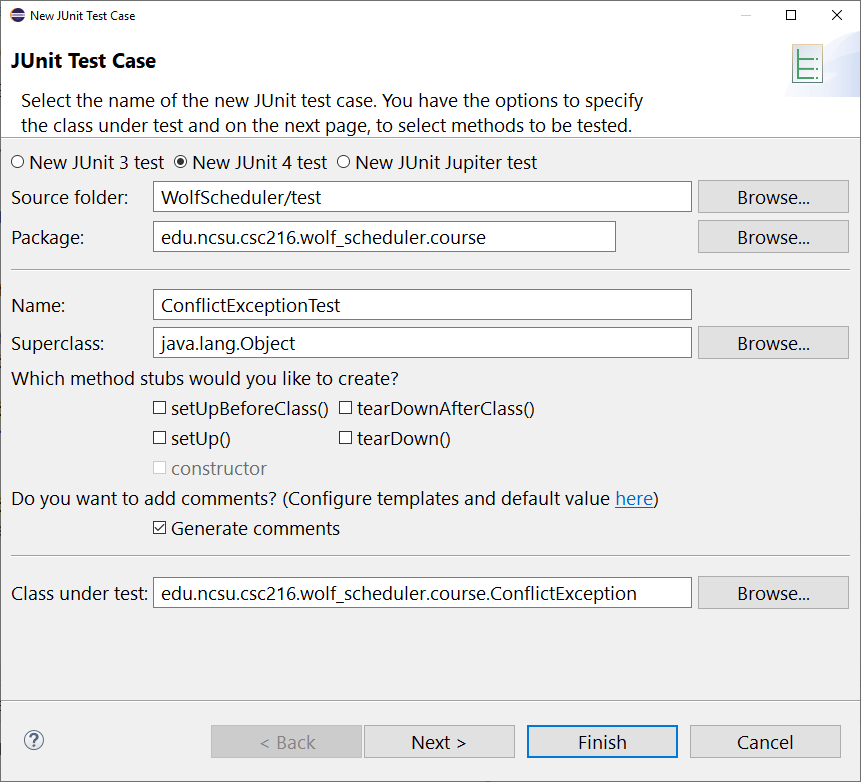 New JUnit Test Case
JUnit Test Case
Select the name of the new JUnit test case. You have the options to specify
the class under test and on the next page, to select methods to be tested.
New JUnit 3 test New JUnit 4 test New JUnit Jupiter test
Source folder: WolfScheduler/test Browse...
Package: edu.ncsu.csc216.wolf_scheduler.course Browse...
Name: ConflictExceptionTest
Superclass: java.lang.Object Browse...
Which method stubs would you like to create?
setUpBeforeClass() tearDownAfterClass()
setUp() tearDown()
constructor
Do you want to add comments? (Configure templates and default value here)
Generate comments
Class under test: edu.ncsu.csc216.wolf_scheduler.course.ConflictException Browse...
? < Back Next > Finish Cancel